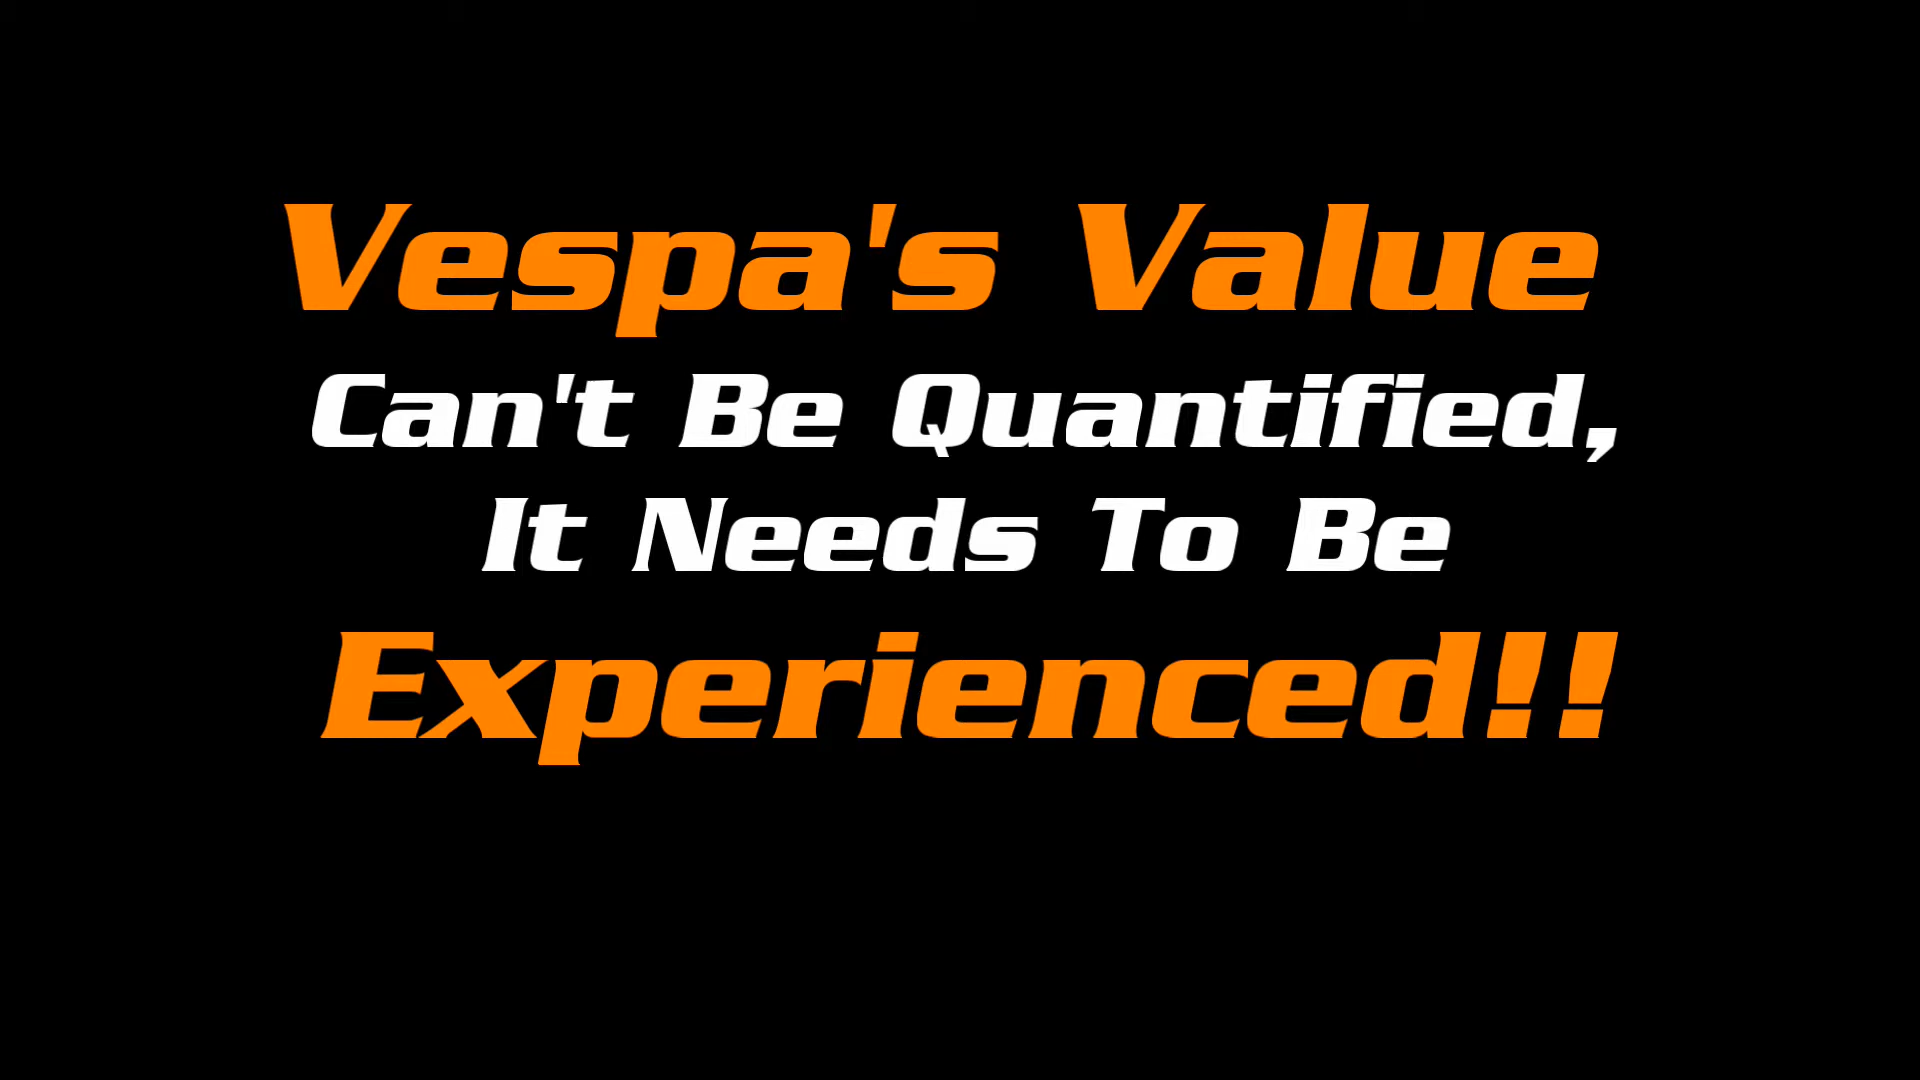 Vespa's Value
Can't Be Quantified,
It Needs To Be
Experienced!!